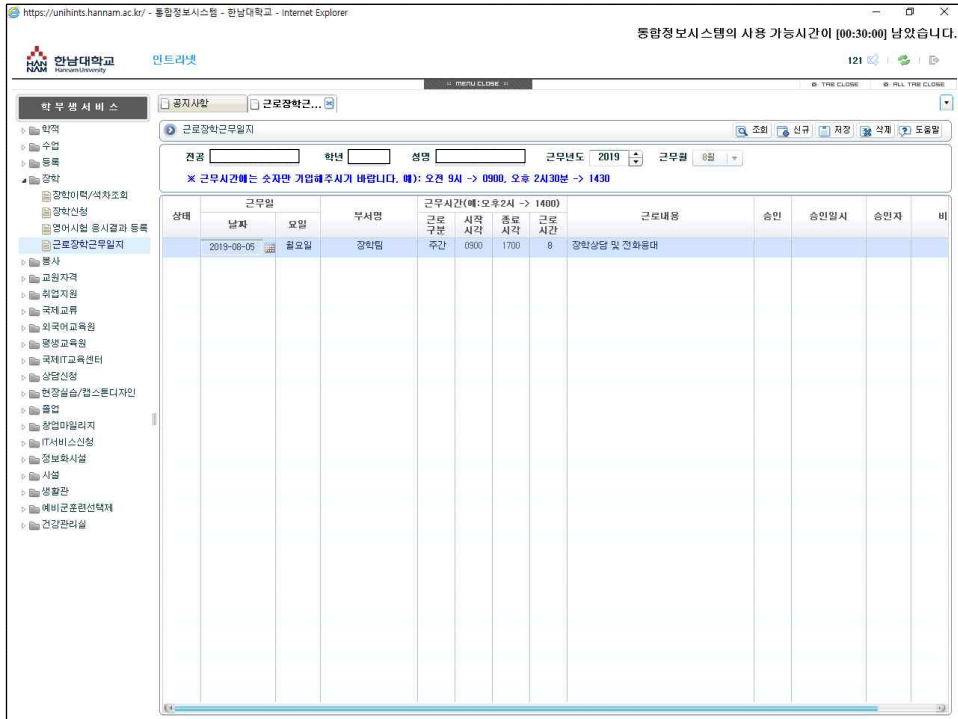 https://unihints.hannam.ac.kr/ - 통합정보시스템 - 한남대학교 - Internet Explorer
통합정보시스템의 사용 가능시간이 [00:30:00] 남았습니다.
HAN NAM 한남대학교 Hannam University 인트라넷 121
:: MENU CLOSE :: TAB CLOSE ALL TAB CLOSE
학부생서비스 공지사항 근로장학근...
근로장학근무일지 조회 신규 저장 삭제 도움말
전공 학년 성명 근무년도 2019 근무월 8월
※ 근무시간에는 숫자만 기입해주시기 바랍니다. 예): 오전 9시 -> 0900, 오후 2시30분 -> 1430
상태 근무일 부서명 근무시간(예:오후2시 -> 1400) 근로내용 승인 승인일시 승인자 비
날짜 요일 근로구분 시작시각 종료시각 근로시간
2019-08-05 월요일 장학팀 주간 0900 1700 8 장학상담 및 전화응대
학적
수업
등록
장학
장학이력/석차조회
장학신청
영어시험 응시결과 등록
근로장학근무일지
봉사
교원자격
취업지원
국제교류
외국어교육원
평생교육원
국제IT교육센터
상담신청
현장실습/캡스톤디자인
졸업
창업마일리지
IT서비스신청
정보화시설
시설
생활관
예비군훈련선택제
건강관리실